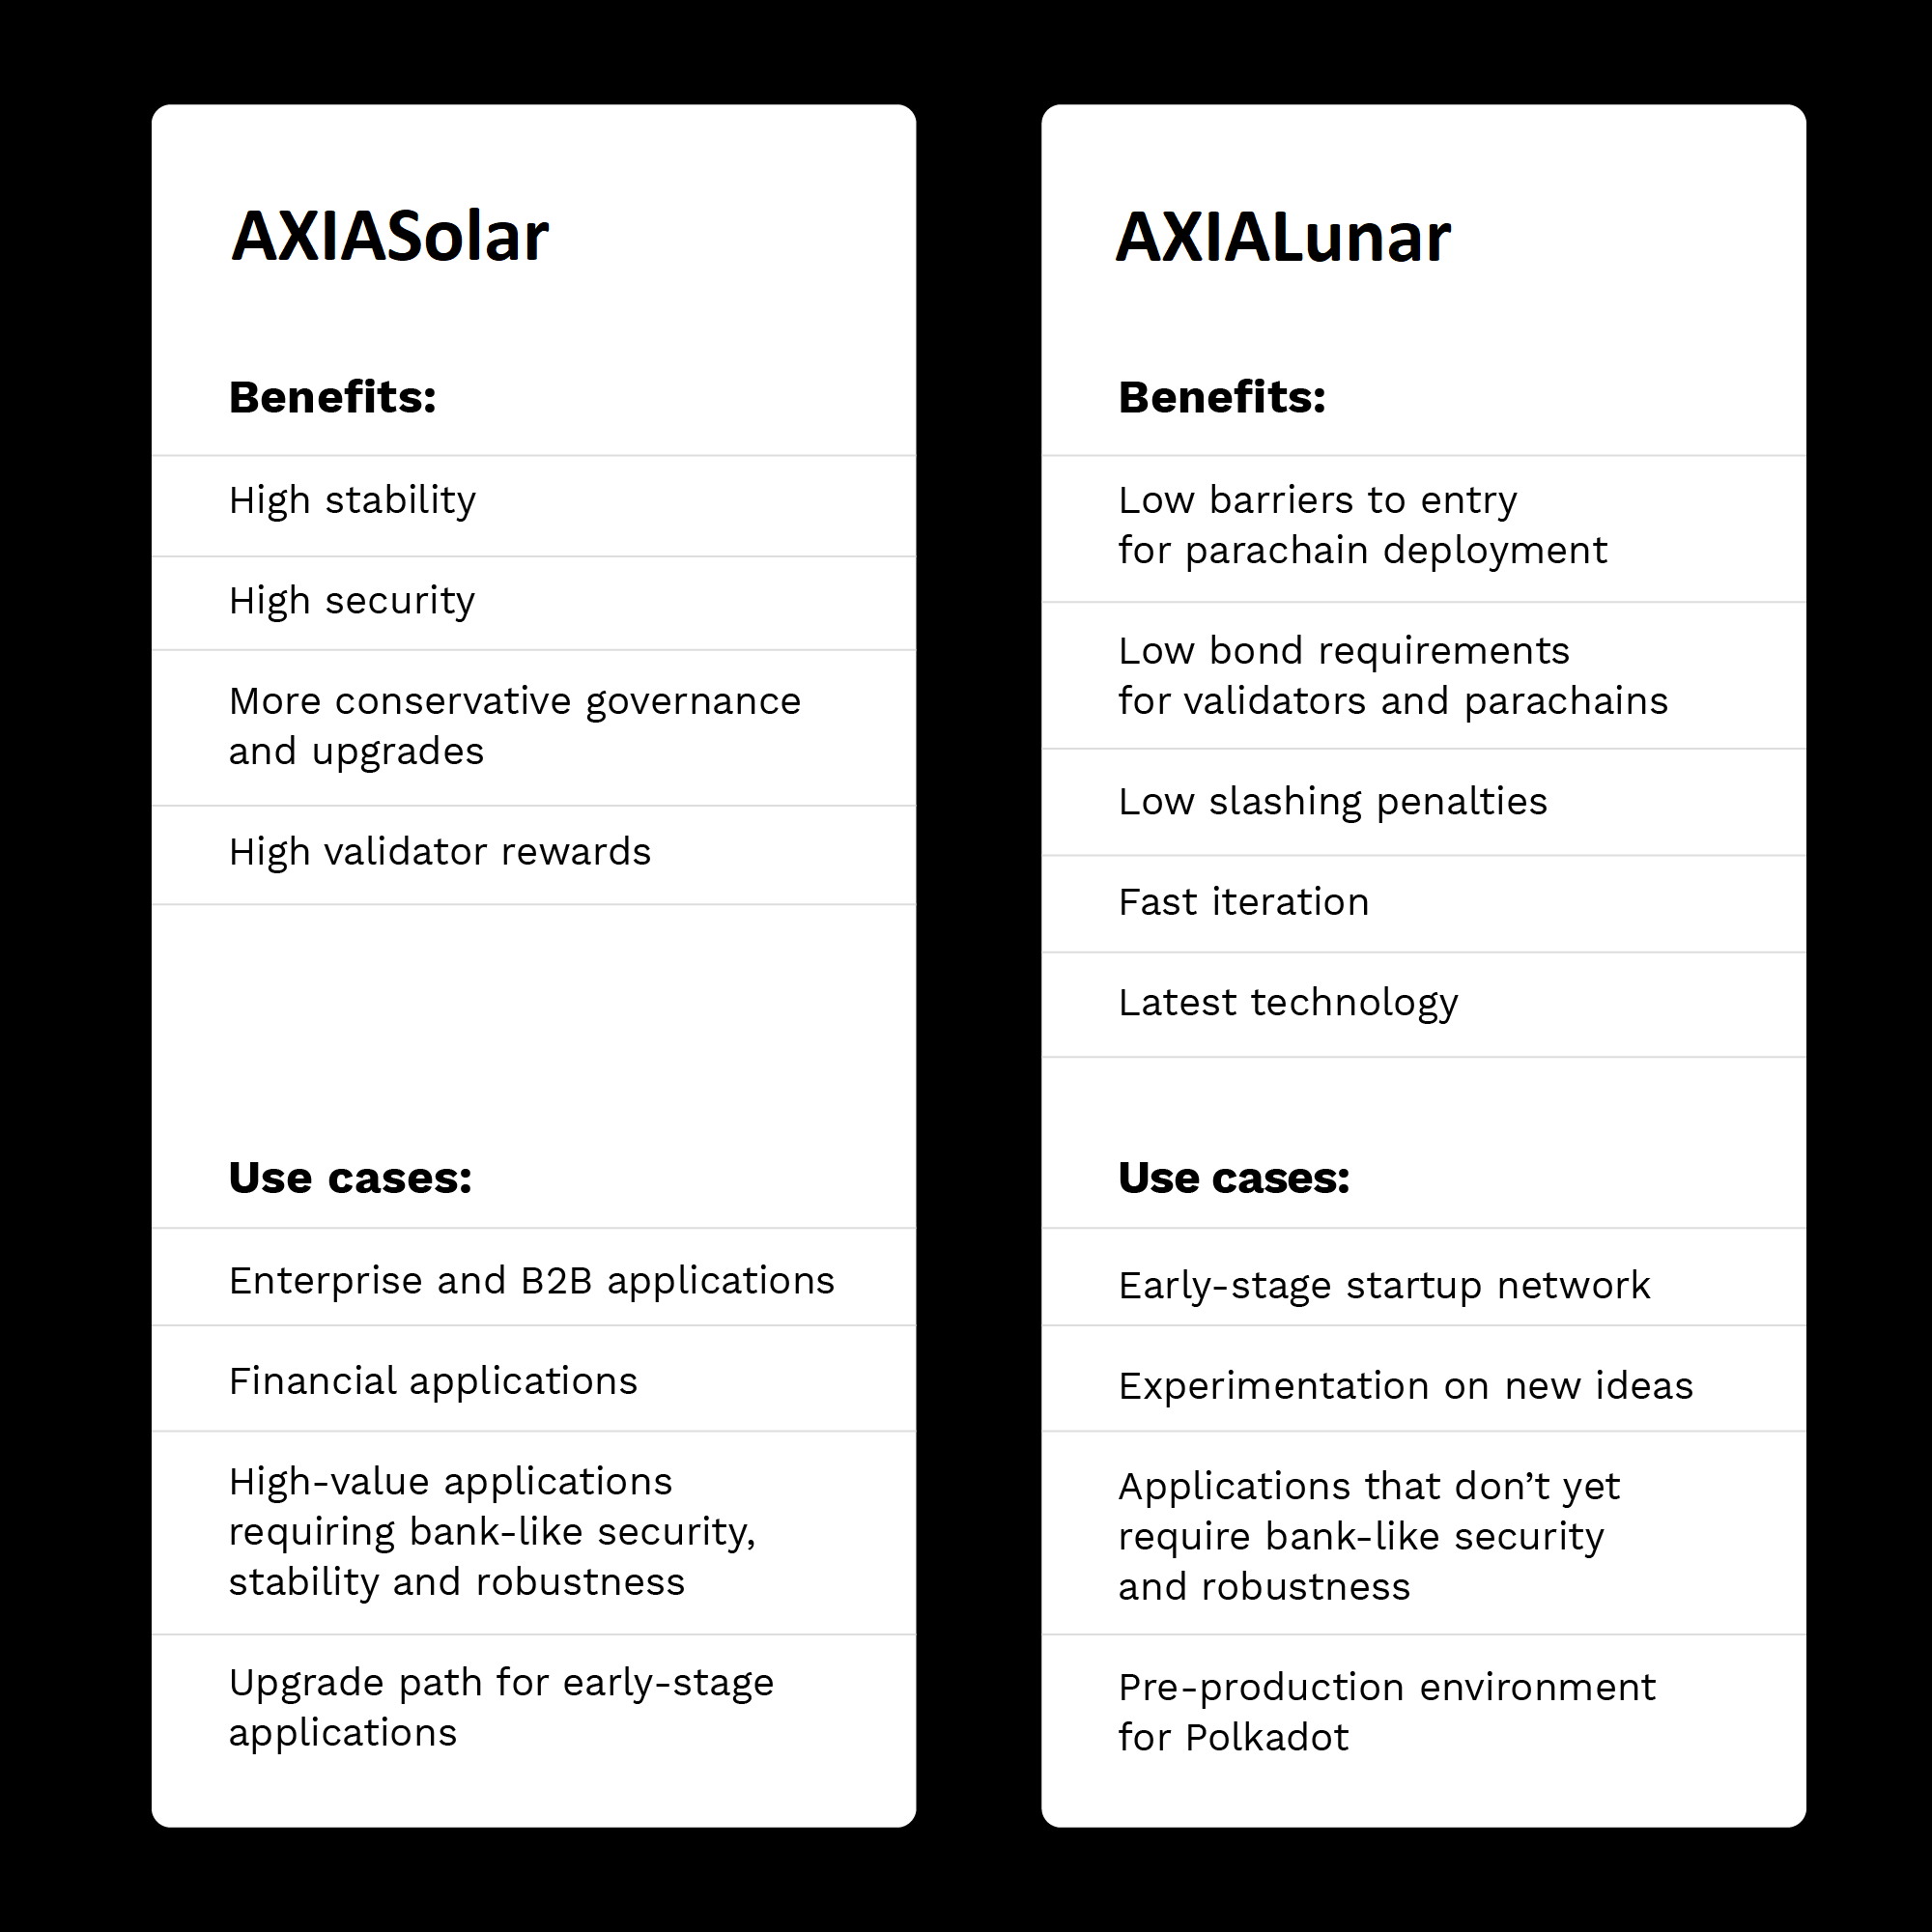 AXIASolar
Benefits:
High stability
High security
More conservative governance
and upgrades
High validator rewards
Use cases:
Enterprise and B2B applications
Financial applications
High-value applications
requiring bank-like security,
stability and robustness
Upgrade path for early-stage
applications
AXIALunar
Benefits:
Low barriers to entry
for parachain deployment
Low bond requirements
for validators and parachains
Low slashing penalties
Fast iteration
Latest technology
Use cases:
Early-stage startup network
Experimentation on new ideas
Applications that don’t yet
require bank-like security
and robustness
Pre-production environment
for Polkadot